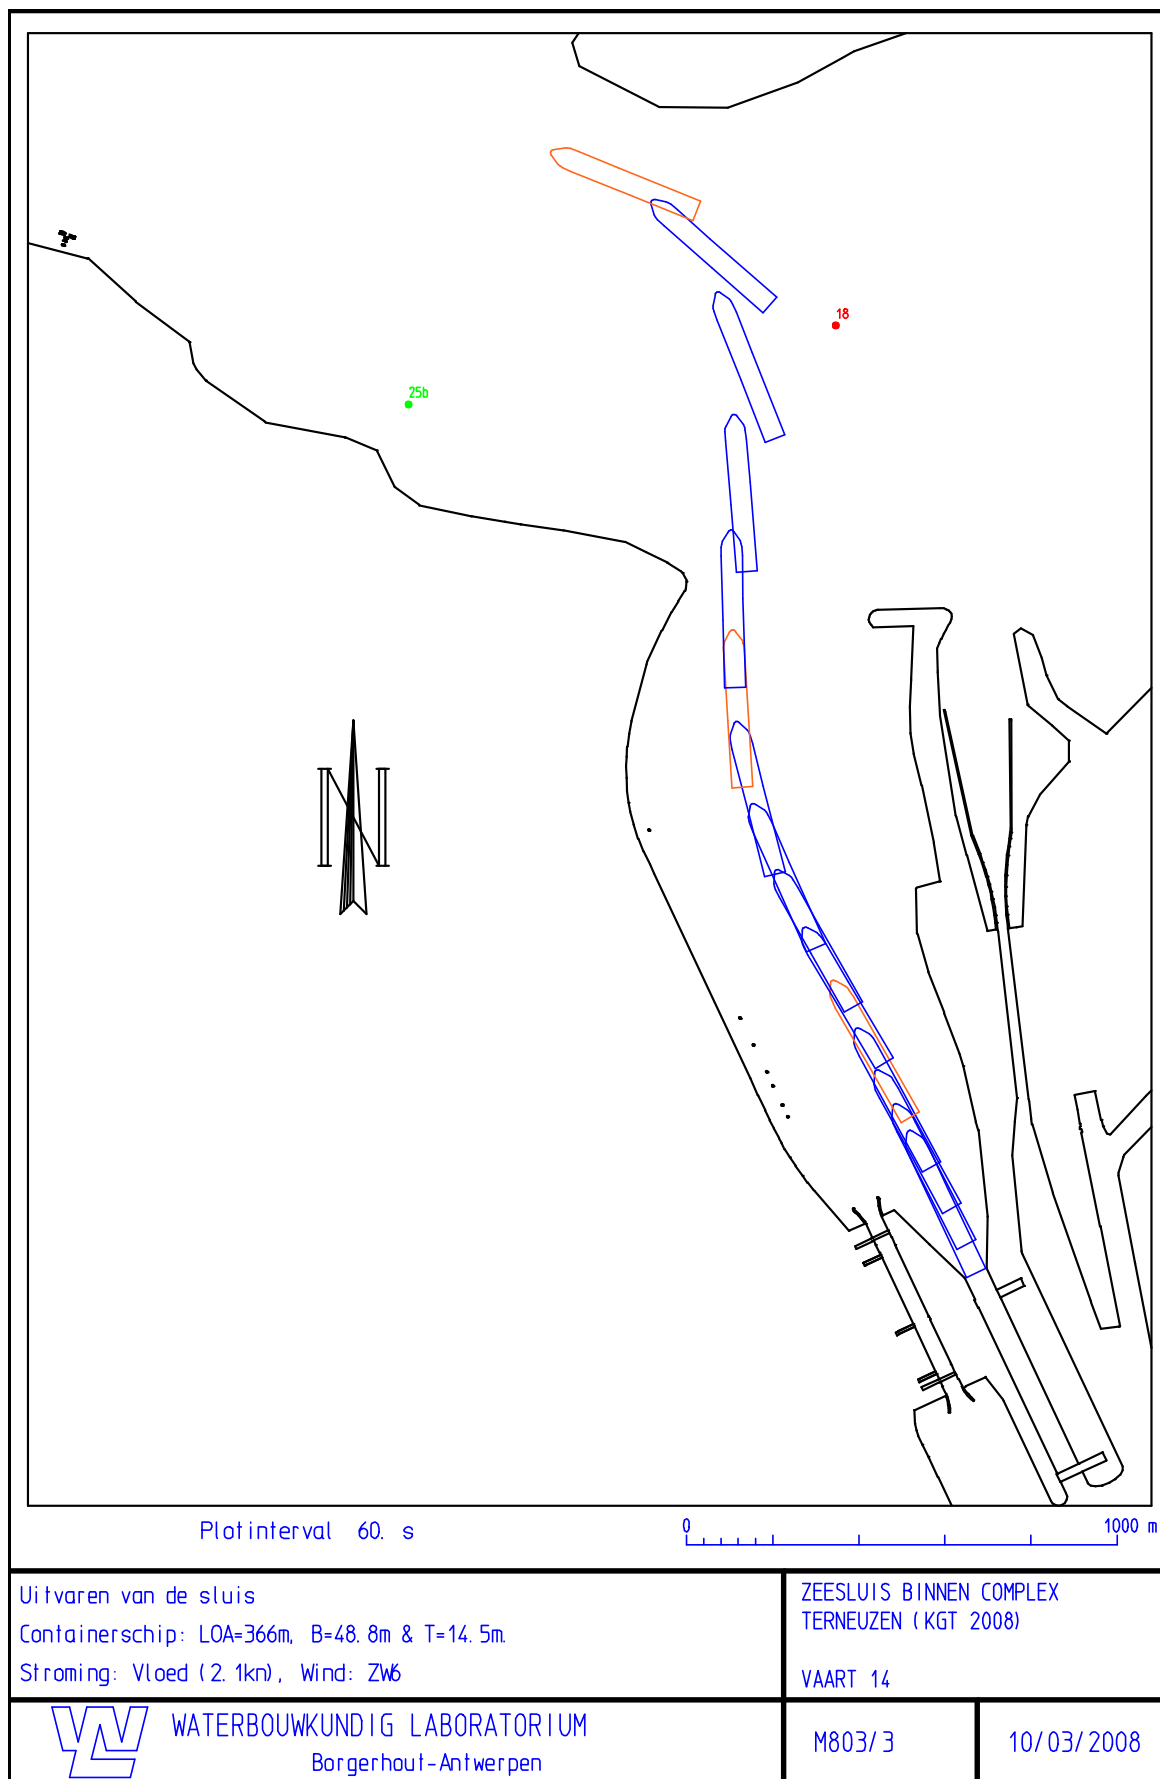 18
25b
N
Plotinterval 60. s
0
1000 m
Uitvaren van de sluis
Containerschip: LOA=366m, B=48. 8m & T=14. 5m.
Stroming: Vloed (2. 1kn), Wind: ZW6
ZEESLUIS BINNEN COMPLEX
TERNEUZEN (KGT 2008)
VAART 14
WATERBOUWKUNDIG LABORATORIUM
Borgerhout-Antwerpen
M803/3
10/03/2008